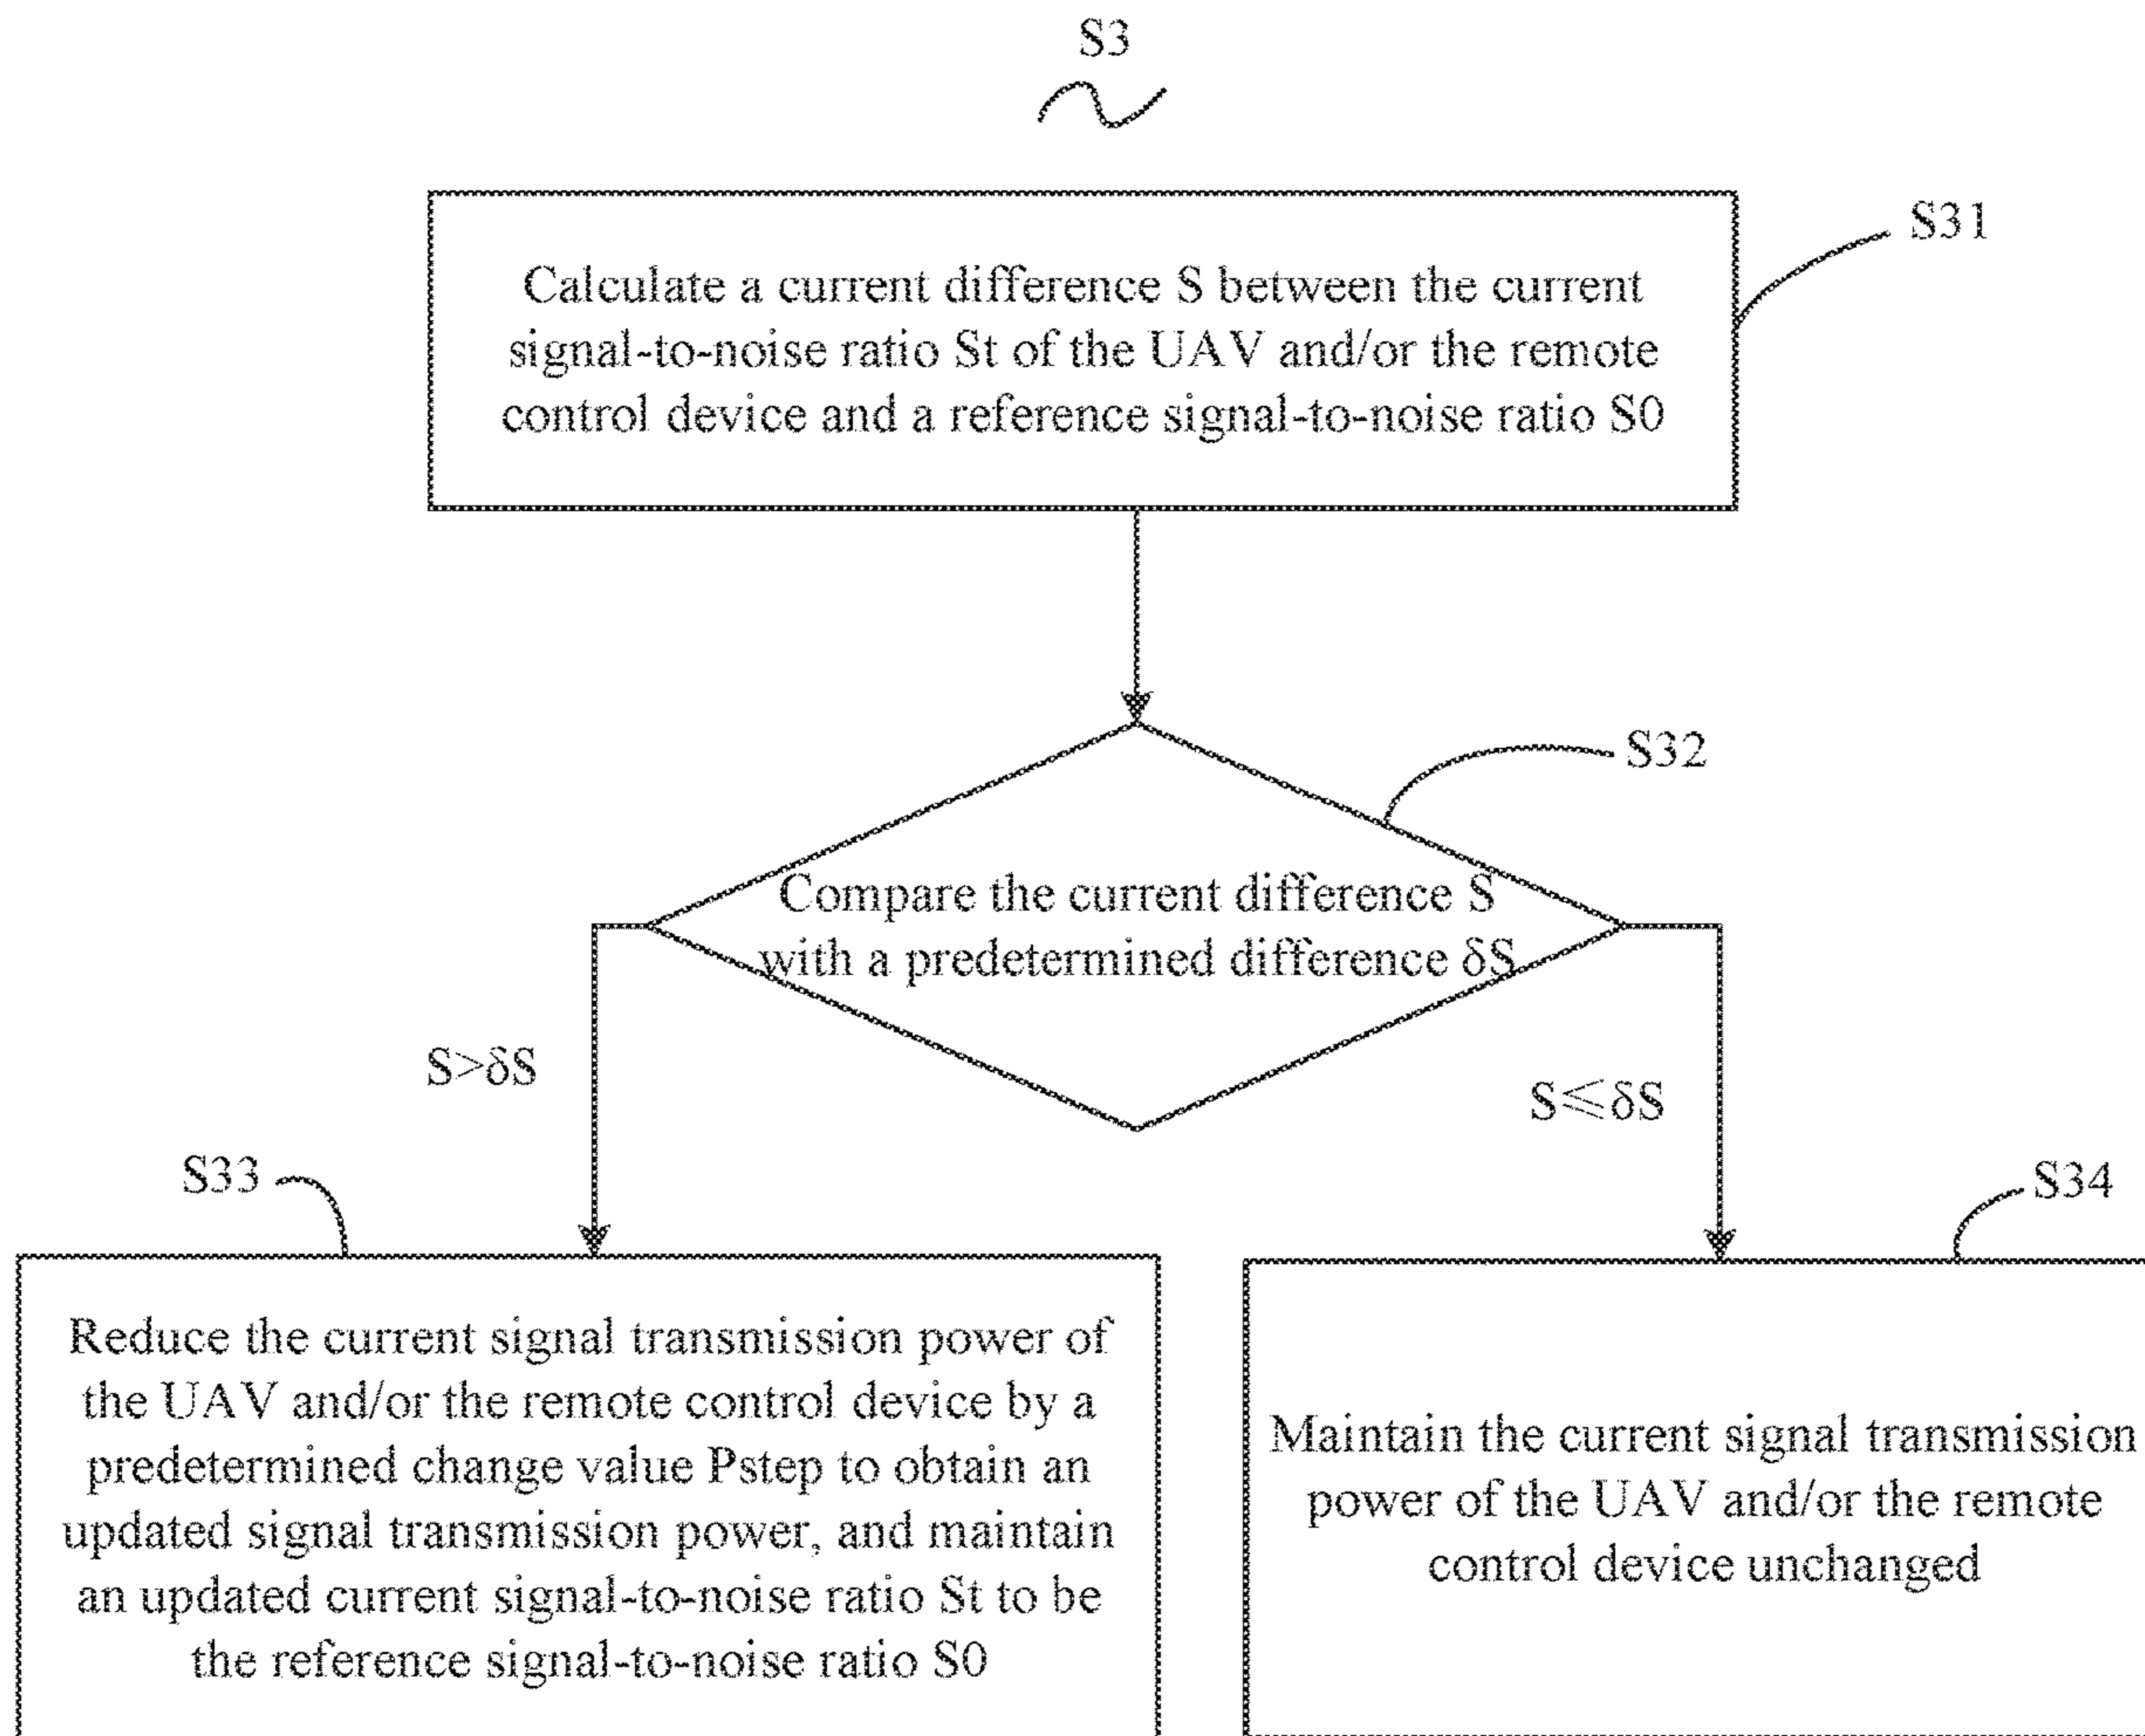 S3
S31
Calculate a current difference S between the current
signal-to-noise ratio St of the UAV and/or the remote
control device and a reference signal-to-noise ratio S0
S32
Compare the current difference S
with a predetermined difference δS
S>δS
S≤δS
S33
S34
Reduce the current signal transmission power of
the UAV and/or the remote control device by a
predetermined change value Pstep to obtain an
updated signal transmission power, and maintain
an updated current signal-to-noise ratio St to be
the reference signal-to-noise ratio S0
Maintain the current signal transmission
power of the UAV and/or the remote
control device unchanged